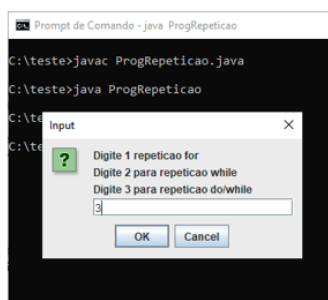 Prompt de Comando - java ProgRepeticao
C:\teste>javac ProgRepeticao.java
C:\teste>java ProgRepeticao
C:\te
Input
C:\te
Digite 1 repeticao for
Digite 2 para repeticao while
Digite 3 para repeticao do/while
3
OK
Cancel